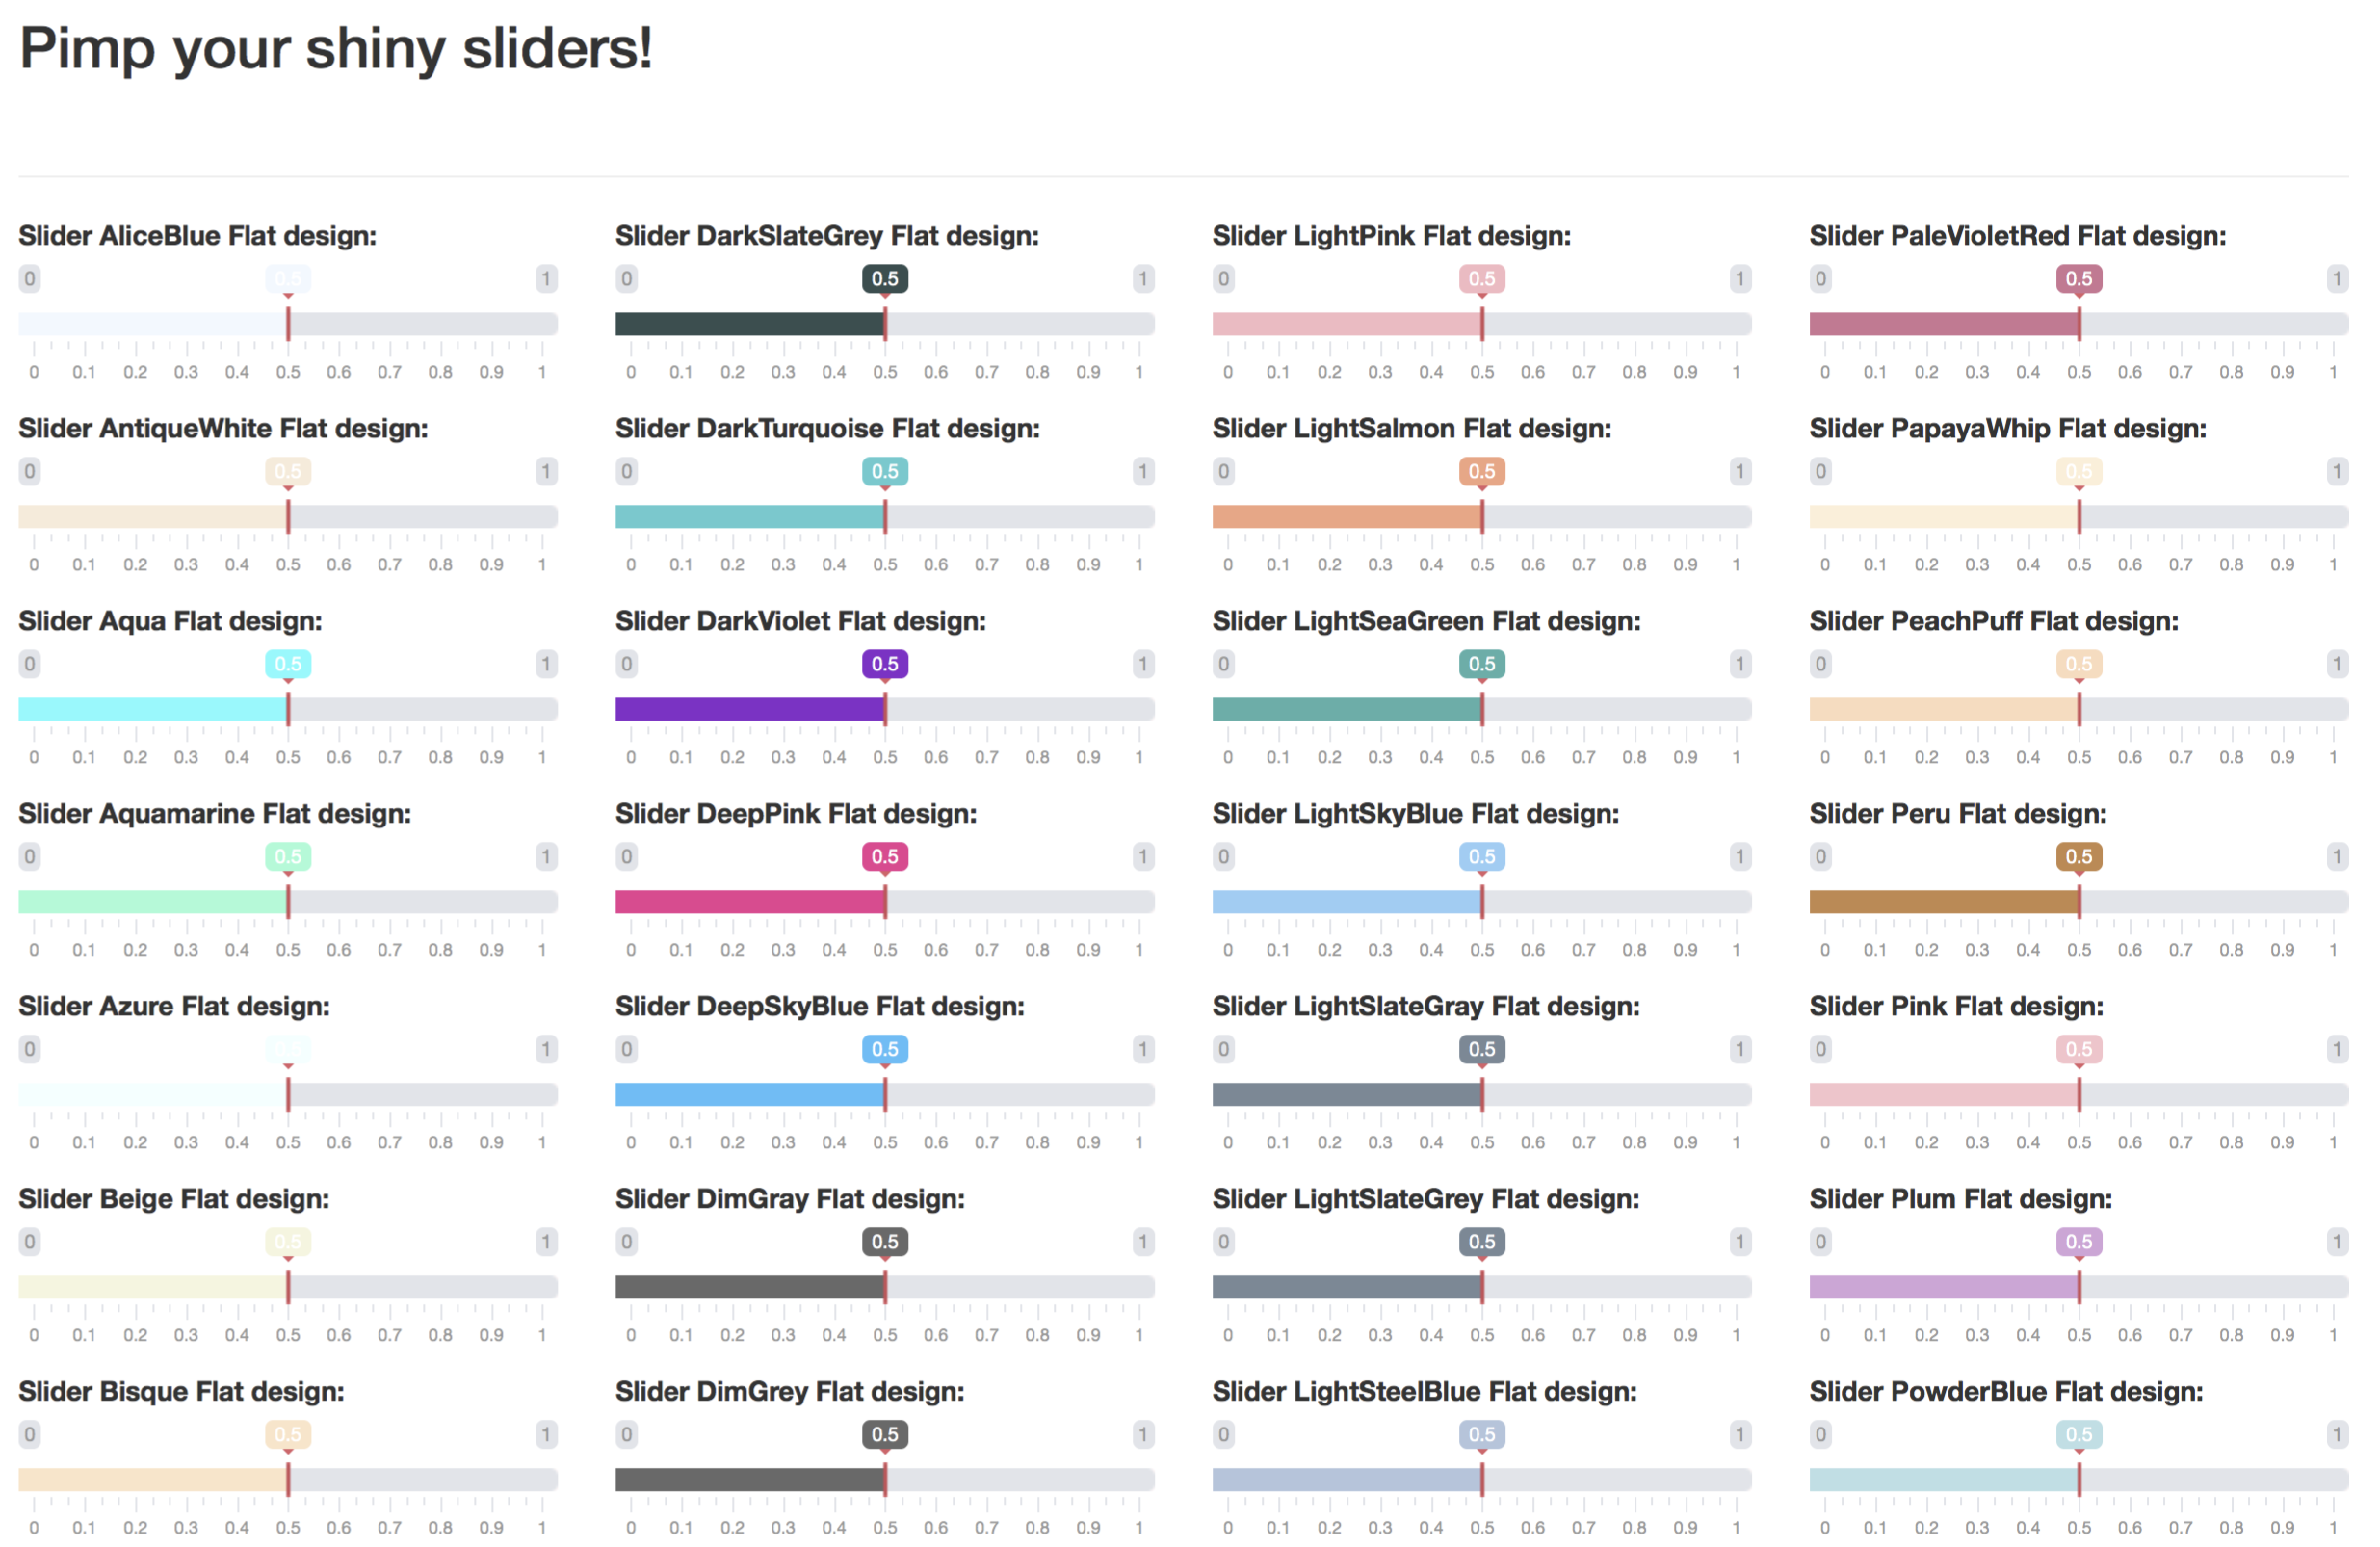 Pimp your shiny sliders!
Slider AliceBlue Flat design: Slider DarkSlateGrey Flat design: Slider LightPink Flat design: Slider PaleVioletRed Flat design:
0 0.5 1 0 0.5 1 0 0.5 1 0 0.5 1
0 0.1 0.2 0.3 0.4 0.5 0.6 0.7 0.8 0.9 1 0 0.1 0.2 0.3 0.4 0.5 0.6 0.7 0.8 0.9 1 0 0.1 0.2 0.3 0.4 0.5 0.6 0.7 0.8 0.9 1 0 0.1 0.2 0.3 0.4 0.5 0.6 0.7 0.8 0.9 1
Slider AntiqueWhite Flat design: Slider DarkTurquoise Flat design: Slider LightSalmon Flat design: Slider PapayaWhip Flat design:
0 0.5 1 0 0.5 1 0 0.5 1 0 0.5 1
0 0.1 0.2 0.3 0.4 0.5 0.6 0.7 0.8 0.9 1 0 0.1 0.2 0.3 0.4 0.5 0.6 0.7 0.8 0.9 1 0 0.1 0.2 0.3 0.4 0.5 0.6 0.7 0.8 0.9 1 0 0.1 0.2 0.3 0.4 0.5 0.6 0.7 0.8 0.9 1
Slider Aqua Flat design: Slider DarkViolet Flat design: Slider LightSeaGreen Flat design: Slider PeachPuff Flat design:
0 0.5 1 0 0.5 1 0 0.5 1 0 0.5 1
0 0.1 0.2 0.3 0.4 0.5 0.6 0.7 0.8 0.9 1 0 0.1 0.2 0.3 0.4 0.5 0.6 0.7 0.8 0.9 1 0 0.1 0.2 0.3 0.4 0.5 0.6 0.7 0.8 0.9 1 0 0.1 0.2 0.3 0.4 0.5 0.6 0.7 0.8 0.9 1
Slider Aquamarine Flat design: Slider DeepPink Flat design: Slider LightSkyBlue Flat design: Slider Peru Flat design:
0 0.5 1 0 0.5 1 0 0.5 1 0 0.5 1
0 0.1 0.2 0.3 0.4 0.5 0.6 0.7 0.8 0.9 1 0 0.1 0.2 0.3 0.4 0.5 0.6 0.7 0.8 0.9 1 0 0.1 0.2 0.3 0.4 0.5 0.6 0.7 0.8 0.9 1 0 0.1 0.2 0.3 0.4 0.5 0.6 0.7 0.8 0.9 1
Slider Azure Flat design: Slider DeepSkyBlue Flat design: Slider LightSlateGray Flat design: Slider Pink Flat design:
0 1 0 0.5 1 0 0.5 1 0 0.5 1
0 0.1 0.2 0.3 0.4 0.5 0.6 0.7 0.8 0.9 1 0 0.1 0.2 0.3 0.4 0.5 0.6 0.7 0.8 0.9 1 0 0.1 0.2 0.3 0.4 0.5 0.6 0.7 0.8 0.9 1 0 0.1 0.2 0.3 0.4 0.5 0.6 0.7 0.8 0.9 1
Slider Beige Flat design: Slider DimGray Flat design: Slider LightSlateGrey Flat design: Slider Plum Flat design:
0 0.5 1 0 0.5 1 0 0.5 1 0 0.5 1
0 0.1 0.2 0.3 0.4 0.5 0.6 0.7 0.8 0.9 1 0 0.1 0.2 0.3 0.4 0.5 0.6 0.7 0.8 0.9 1 0 0.1 0.2 0.3 0.4 0.5 0.6 0.7 0.8 0.9 1 0 0.1 0.2 0.3 0.4 0.5 0.6 0.7 0.8 0.9 1
Slider Bisque Flat design: Slider DimGrey Flat design: Slider LightSteelBlue Flat design: Slider PowderBlue Flat design:
0 0.5 1 0 0.5 1 0 0.5 1 0 0.5 1
0 0.1 0.2 0.3 0.4 0.5 0.6 0.7 0.8 0.9 1 0 0.1 0.2 0.3 0.4 0.5 0.6 0.7 0.8 0.9 1 0 0.1 0.2 0.3 0.4 0.5 0.6 0.7 0.8 0.9 1 0 0.1 0.2 0.3 0.4 0.5 0.6 0.7 0.8 0.9 1